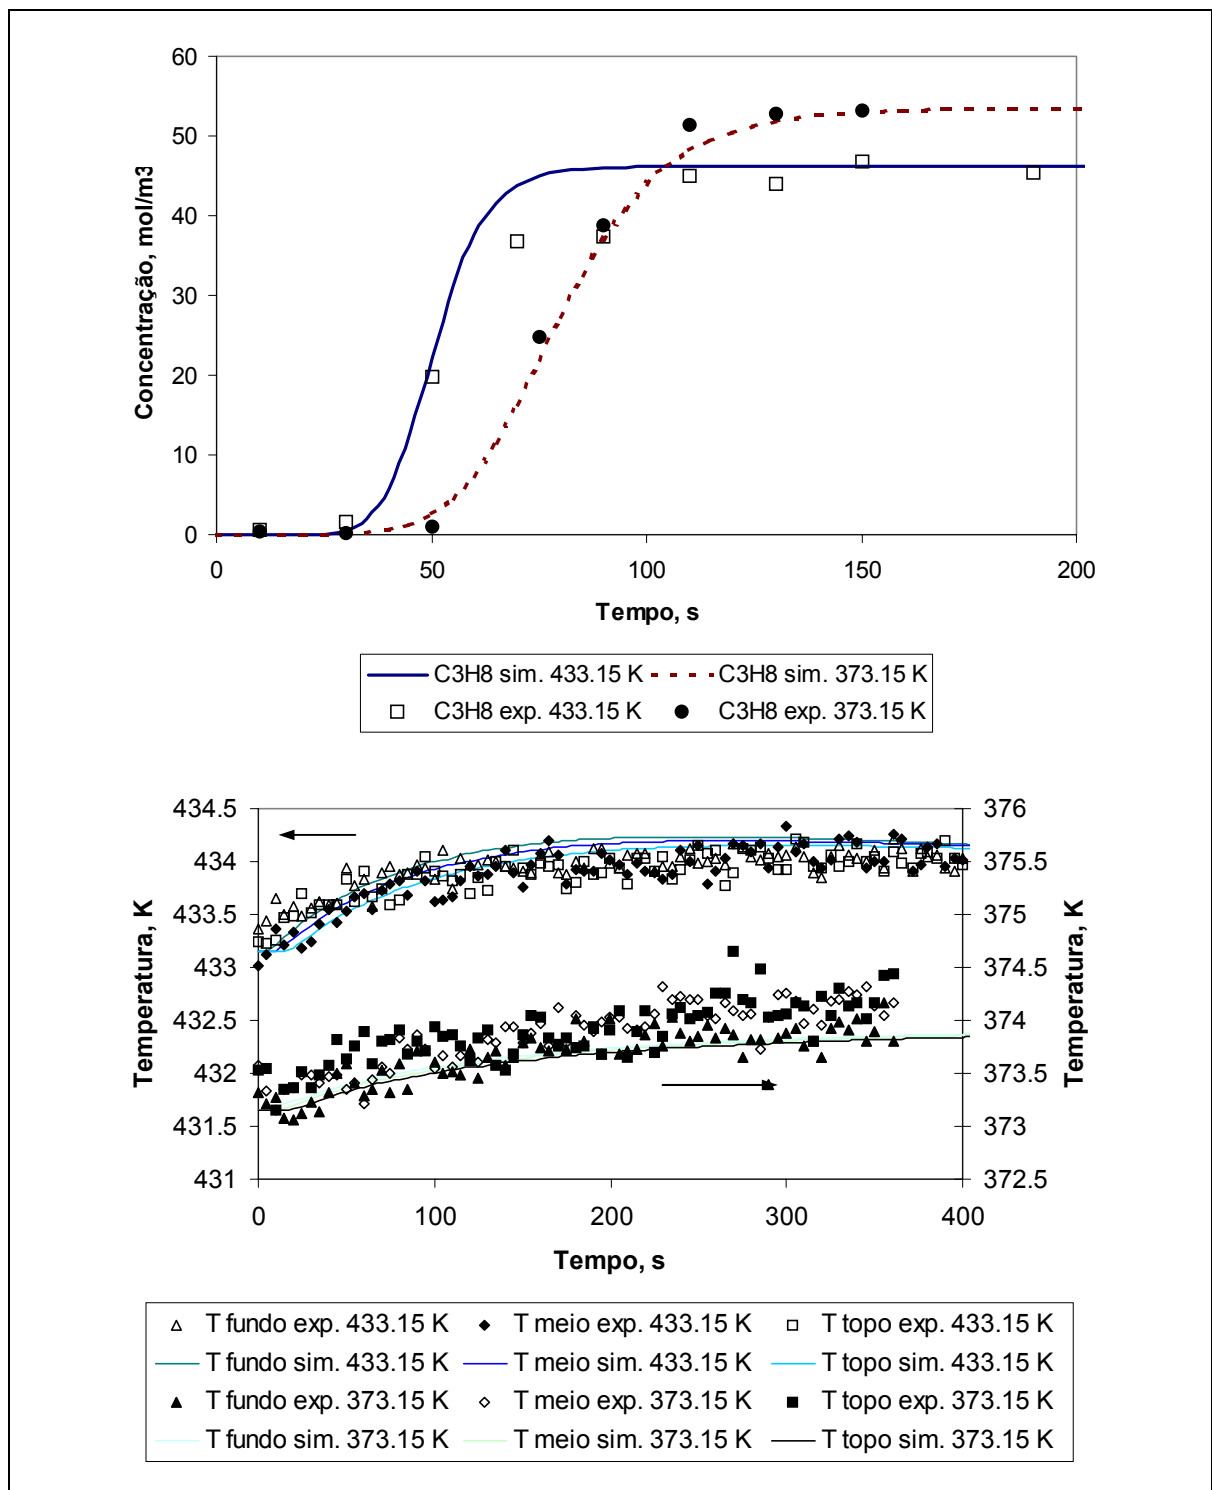 60
50
40
30
20
10
0
Concentração, mol/m3
0 50 100 150 200
Tempo, s
C3H8 sim. 433.15 K C3H8 sim. 373.15 K
C3H8 exp. 433.15 K C3H8 exp. 373.15 K
434.5 376
434 375.5
433.5 375
433 374.5
432.5 374
432 373.5
431.5 373
431 372.5
Temperatura, K
Temperatura, K
0 100 200 300 400
Tempo, s
T fundo exp. 433.15 K T meio exp. 433.15 K T topo exp. 433.15 K
T fundo sim. 433.15 K T meio sim. 433.15 K T topo sim. 433.15 K
T fundo exp. 373.15 K T meio exp. 373.15 K T topo exp. 373.15 K
T fundo sim. 373.15 K T meio sim. 373.15 K T topo sim. 373.15 K